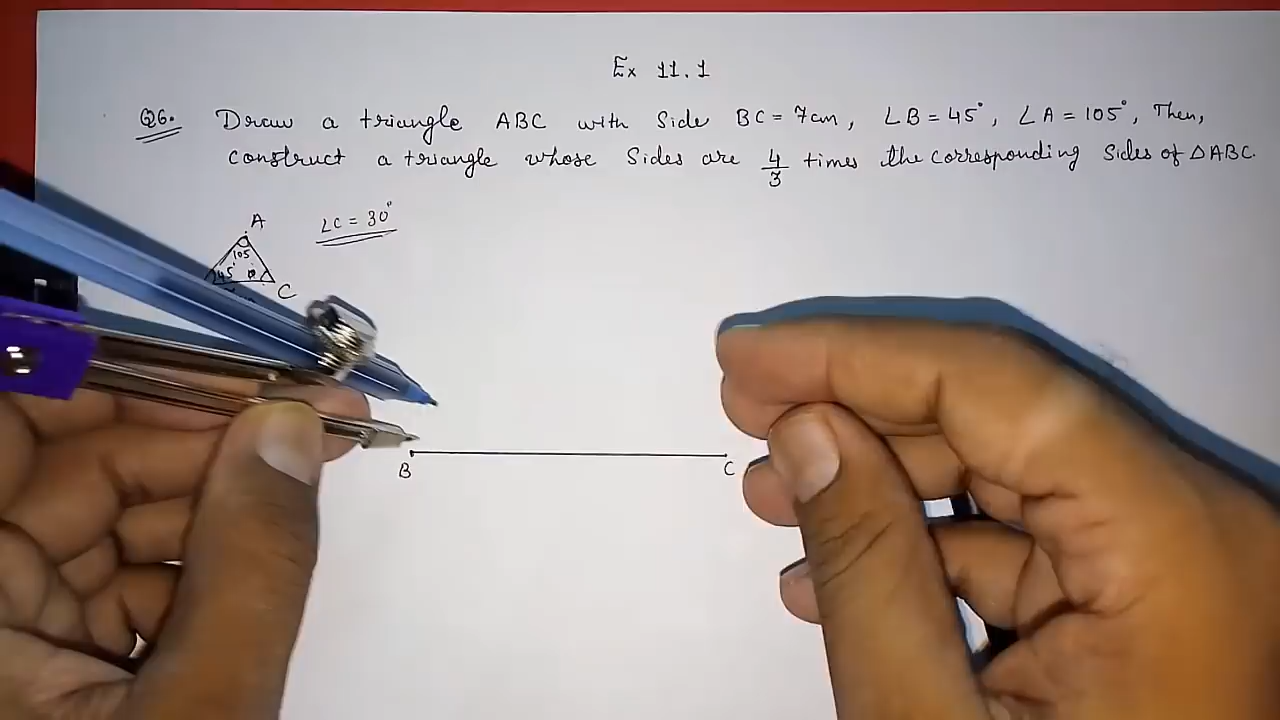 Ex 11.1
Q6. Draw a triangle ABC with Side BC = 7cm, ∠B = 45°, ∠A = 105°, Then,
construct a triangle whose Sides are 4/3 times the corresponding Sides of △ABC.
A
∠C = 30°
105
45°
C
B C